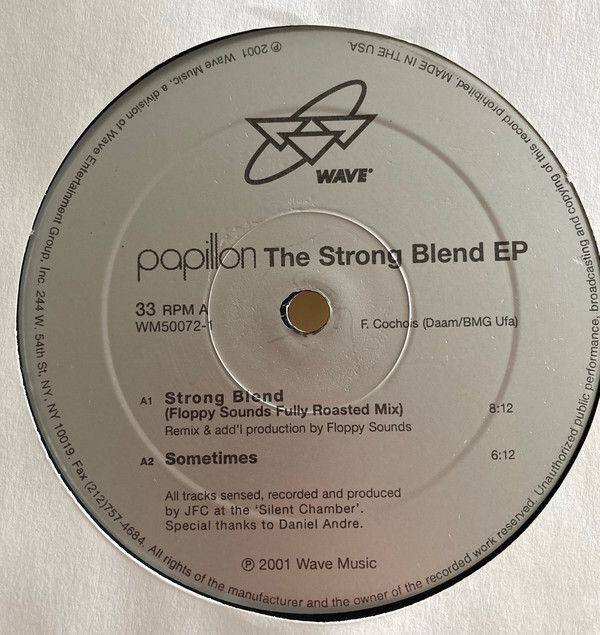 WAVE
papillon The Strong Blend EP
33 RPM A
WM50072-1
F. Cochois (Daam/BMG Ufa)
A1 Strong Blend 8:12
(Floppy Sounds Fully Roasted Mix)
Remix & add'l production by Floppy Sounds
A2 Sometimes 6:12
All tracks sensed, recorded and produced
by JFC at the 'Silent Chamber'.
Special thanks to Daniel Andre.
℗ 2001 Wave Music
℗ 2001 Wave Music, a division of Wave Entertainment Group, Inc. 244 W. 54th St, NY, NY 10019. Fax (212)757-4684. All rights of the manufacturer and the owner of the recorded work reserved. Unauthorized public performance, broadcasting and copying of this record prohibited. MADE IN THE USA.